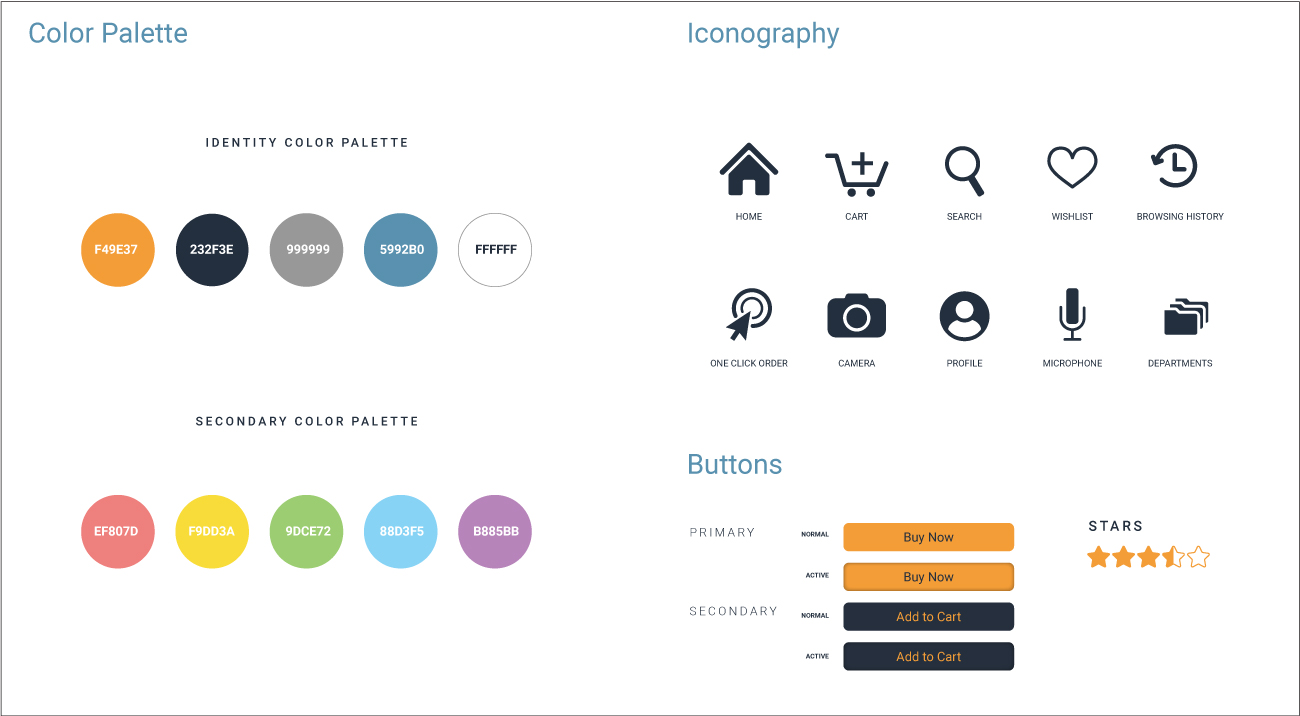 Color Palette
IDENTITY COLOR PALETTE
F49E37 232F3E 999999 5992B0 FFFFFF
SECONDARY COLOR PALETTE
EF807D F9DD3A 9DCE72 88D3F5 B885BB
Iconography
HOME CART SEARCH WISHLIST BROWSING HISTORY
ONE CLICK ORDER CAMERA PROFILE MICROPHONE DEPARTMENTS
Buttons
PRIMARY NORMAL Buy Now
ACTIVE Buy Now
SECONDARY NORMAL Add to Cart
ACTIVE Add to Cart
STARS